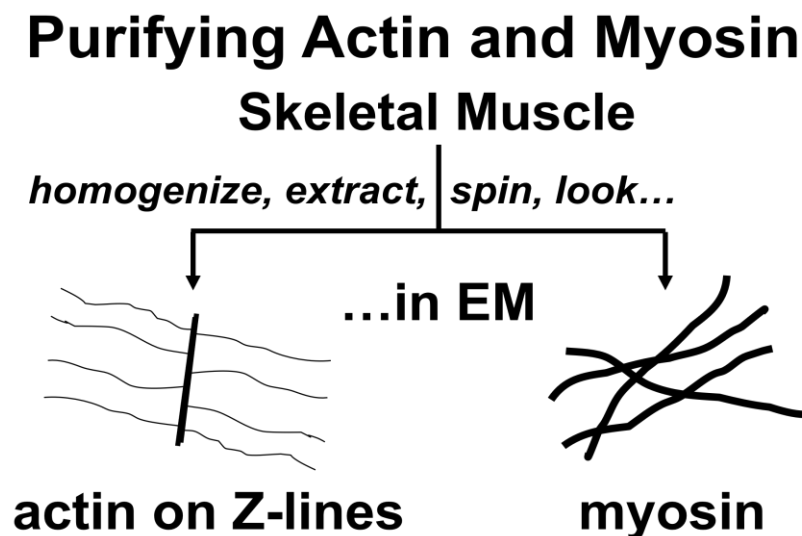 Purifying Actin and Myosin
Skeletal Muscle
homogenize, extract, spin, look…
…in EM
actin on Z-lines
myosin